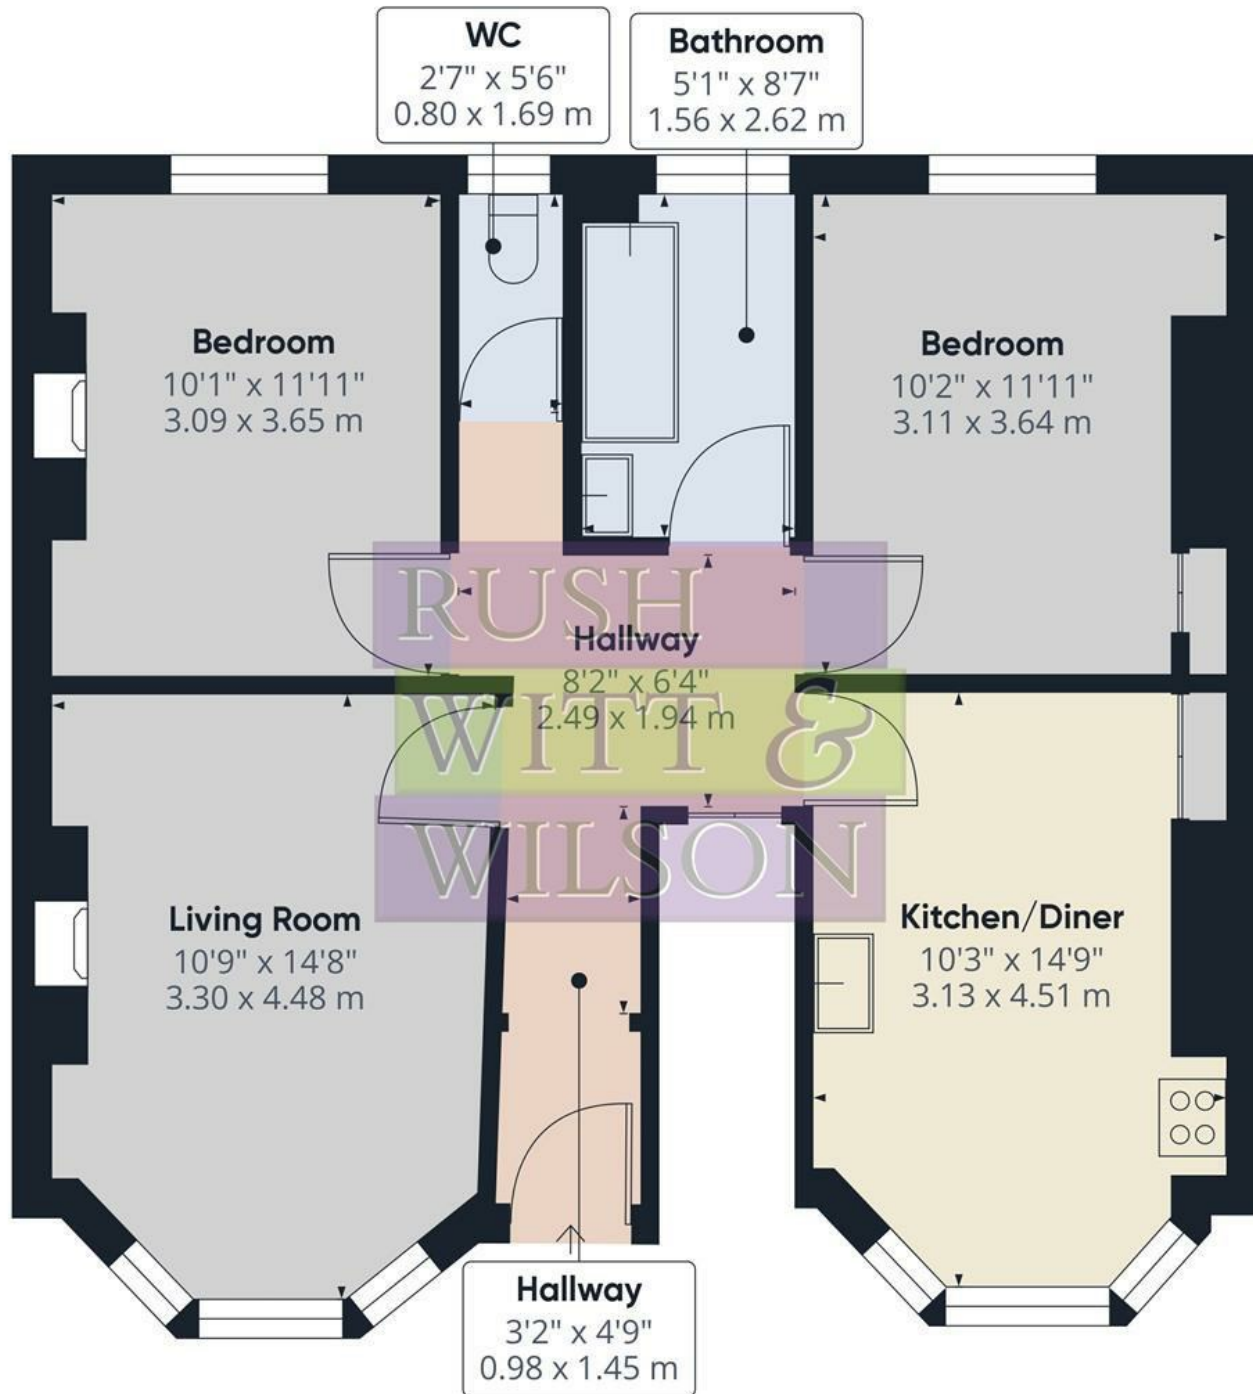 WC
2'7" x 5'6"
0.80 x 1.69 m
Bathroom
5'1" x 8'7"
1.56 x 2.62 m
Bedroom
10'1" x 11'11"
3.09 x 3.65 m
Bedroom
10'2" x 11'11"
3.11 x 3.64 m
RUSH
WITT &
WILSON
Hallway
8'2" x 6'4"
2.49 x 1.94 m
Living Room
10'9" x 14'8"
3.30 x 4.48 m
Kitchen/Diner
10'3" x 14'9"
3.13 x 4.51 m
Hallway
3'2" x 4'9"
0.98 x 1.45 m